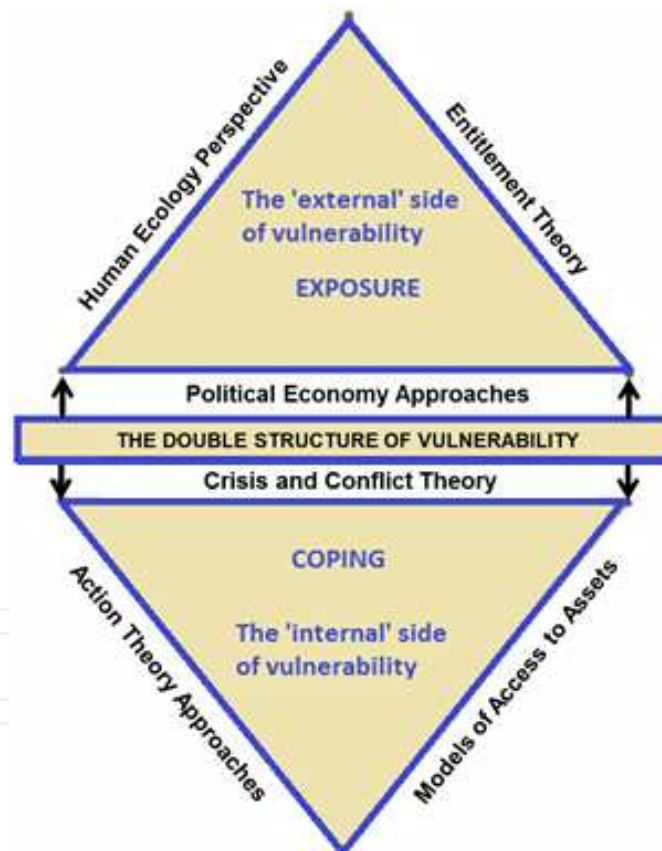 Human Ecology Perspective
Entitlement Theory
The 'external' side
of vulnerability
EXPOSURE
Political Economy Approaches
THE DOUBLE STRUCTURE OF VULNERABILITY
Crisis and Conflict Theory
COPING
The 'internal' side
of vulnerability
Action Theory Approaches
Models of Access to Assets